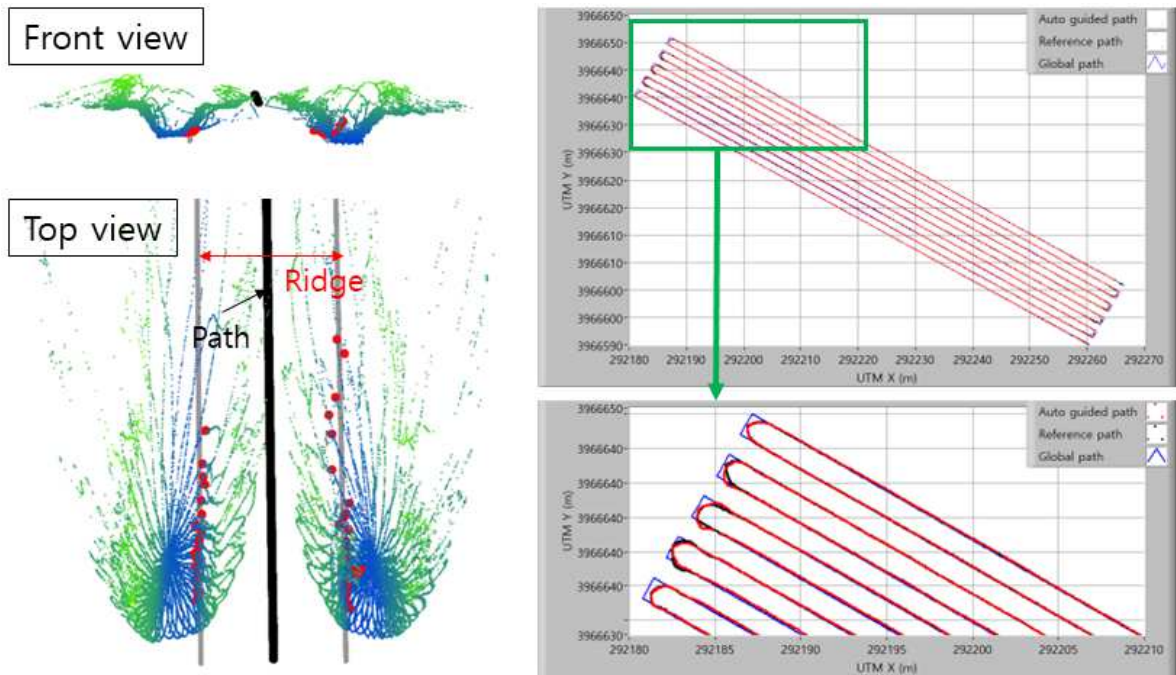 Front view
Top view
Ridge
Path
Auto guided path
Reference path
Global path
UTM Y (m)
3966650
3966650
3966640
3966640
3966630
3966630
3966620
3966620
3966610
3966610
3966600
3966600
3966590
292180
292190
292200
292210
292220
292230
292240
292250
292260
292270
UTM X (m)
Auto guided path
Reference path
Global path
UTM Y (m)
3966650
3966640
3966640
3966640
3966640
3966640
3966630
292180
292185
292190
292195
292200
292205
292210
UTM X (m)